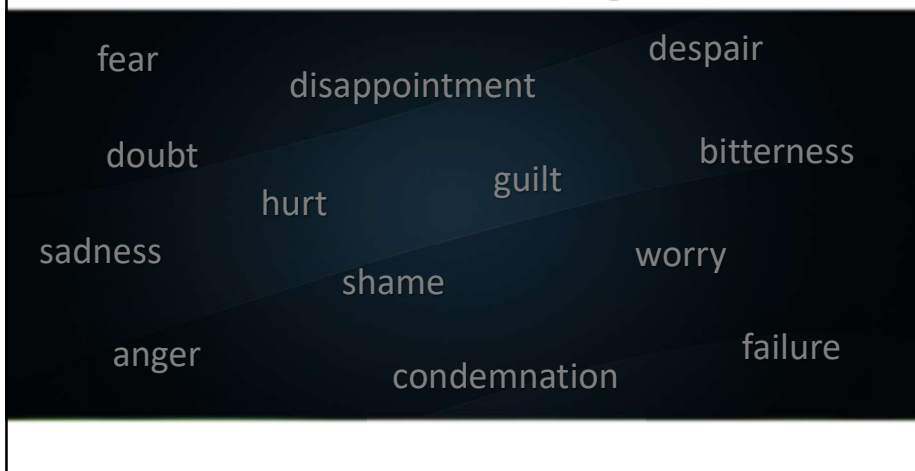 fear
despair
disappointment
doubt
bitterness
guilt
hurt
sadness
worry
shame
anger
failure
condemnation